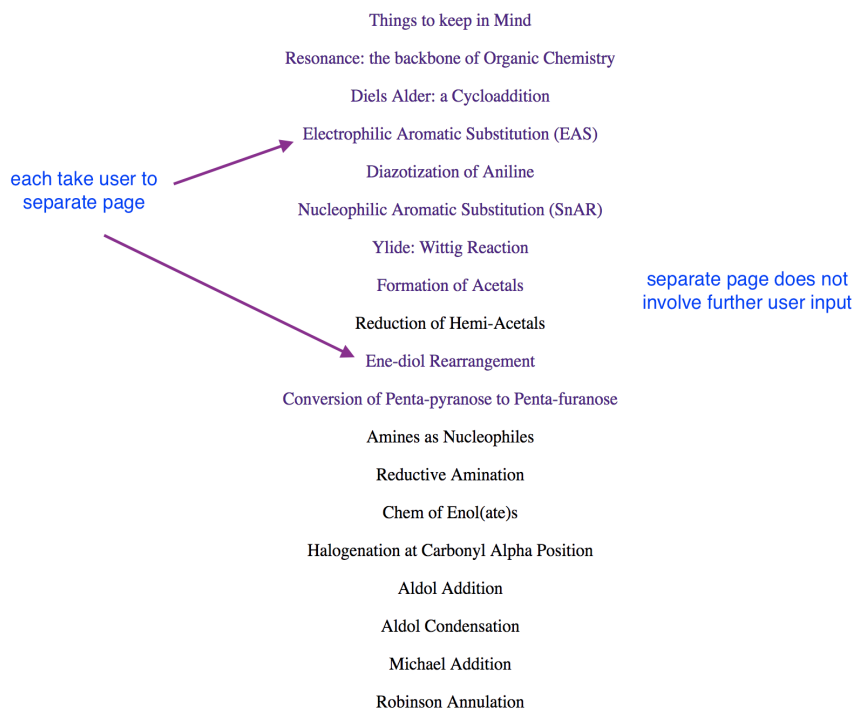 Things to keep in Mind
Resonance: the backbone of Organic Chemistry
Diels Alder: a Cycloaddition
Electrophilic Aromatic Substitution (EAS)
each take user to
separate page
Diazotization of Aniline
Nucleophilic Aromatic Substitution (SnAR)
Ylide: Wittig Reaction
Formation of Acetals
separate page does not
involve further user input
Reduction of Hemi-Acetals
Ene-diol Rearrangement
Conversion of Penta-pyranose to Penta-furanose
Amines as Nucleophiles
Reductive Amination
Chem of Enol(ate)s
Halogenation at Carbonyl Alpha Position
Aldol Addition
Aldol Condensation
Michael Addition
Robinson Annulation